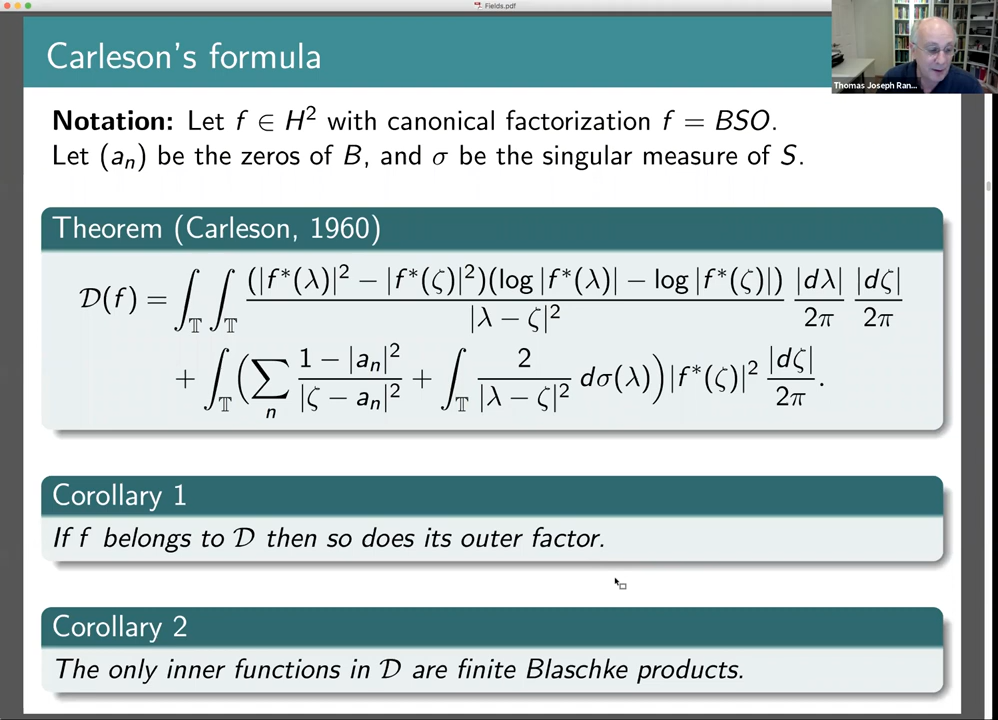 Fields.pdf
Carleson's formula
Thomas Joseph Ran...
Notation: Let f ∈ H² with canonical factorization f = BSO.
Let (aₙ) be the zeros of B, and σ be the singular measure of S.
Theorem (Carleson, 1960)
𝒟(f) = ∫_𝕋 ∫_𝕋 (|f*(λ)|² − |f*(ζ)|²)(log|f*(λ)| − log|f*(ζ)|) / |λ − ζ|² |dλ|/2π |dζ|/2π
+ ∫_𝕋 (∑_n (1 − |aₙ|²)/|ζ − aₙ|² + ∫_𝕋 2/|λ − ζ|² dσ(λ)) |f*(ζ)|² |dζ|/2π.
Corollary 1
If f belongs to 𝒟 then so does its outer factor.
Corollary 2
The only inner functions in 𝒟 are finite Blaschke products.